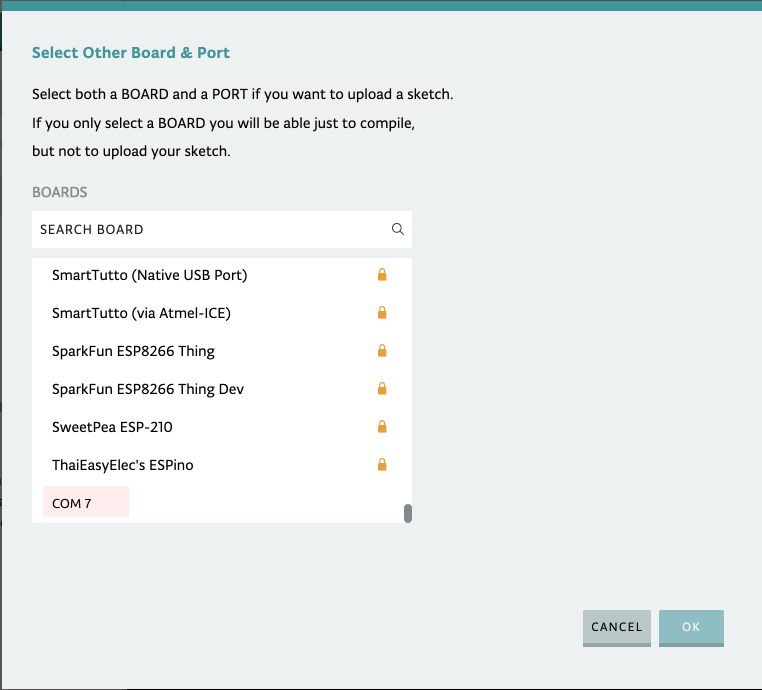 Select Other Board & Port
Select both a BOARD and a PORT if you want to upload a sketch.
If you only select a BOARD you will be able just to compile,
but not to upload your sketch.
BOARDS
SEARCH BOARD
SmartTutto (Native USB Port)
SmartTutto (via Atmel-ICE)
SparkFun ESP8266 Thing
SparkFun ESP8266 Thing Dev
SweetPea ESP-210
ThaiEasyElec's ESPino
COM 7
CANCEL OK